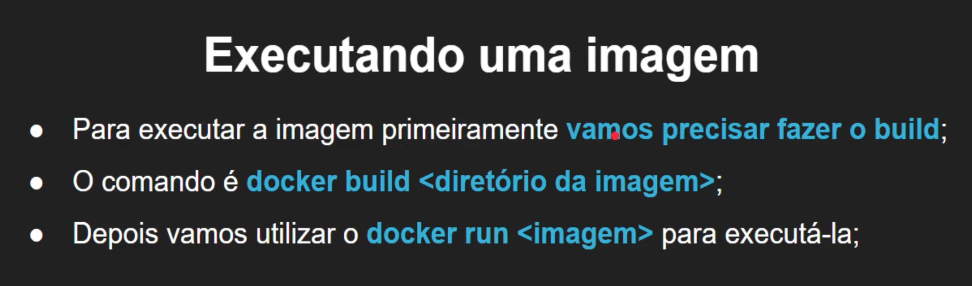 Executando uma imagem
● Para executar a imagem primeiramente vamos precisar fazer o build;
● O comando é docker build <diretório da imagem>;
● Depois vamos utilizar o docker run <imagem> para executá-la;